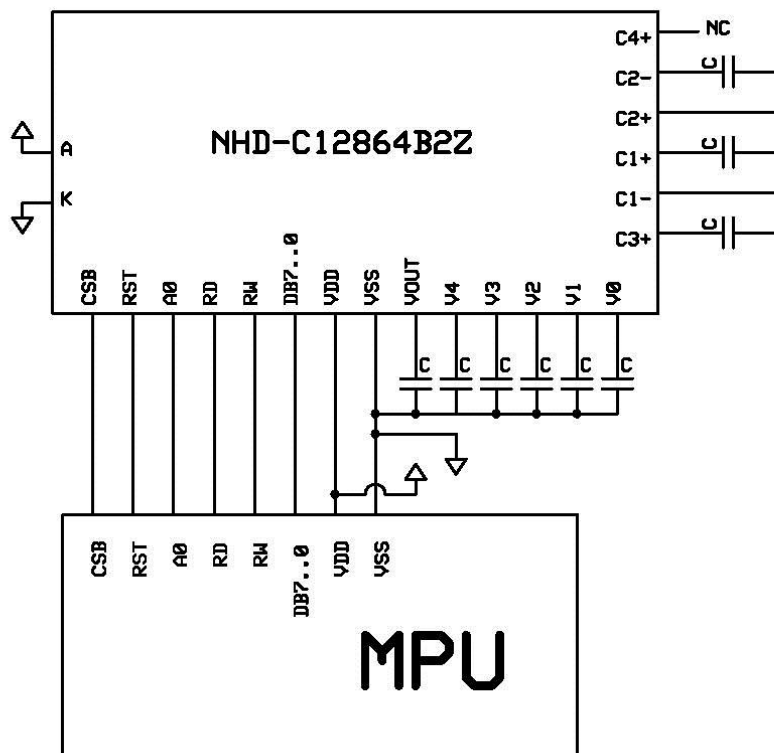 C4+ NC
C2- C
C2+
A NHD-C12864B2Z C1+ C
K C1-
C3+ C
CSB RST A0 RD RW DB7..0 VDD VSS VOUT V4 V3 V2 V1 V0
C C C C C C
CSB RST A0 RD RW DB7..0 VDD VSS
MPU